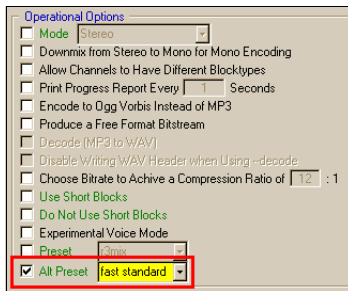 Operational Options
Mode Stereo
Downmix from Stereo to Mono for Mono Encoding
Allow Channels to Have Different Blocktypes
Print Progress Report Every 1 Seconds
Encode to Ogg Vorbis Instead of MP3
Produce a Free Format Bitstream
Decode (MP3 to WAV)
Disable Writing WAV Header when Using --decode
Choose Bitrate to Achive a Compression Ratio of 12 : 1
Use Short Blocks
Do Not Use Short Blocks
Experimental Voice Mode
Preset r3mix
Alt Preset fast standard